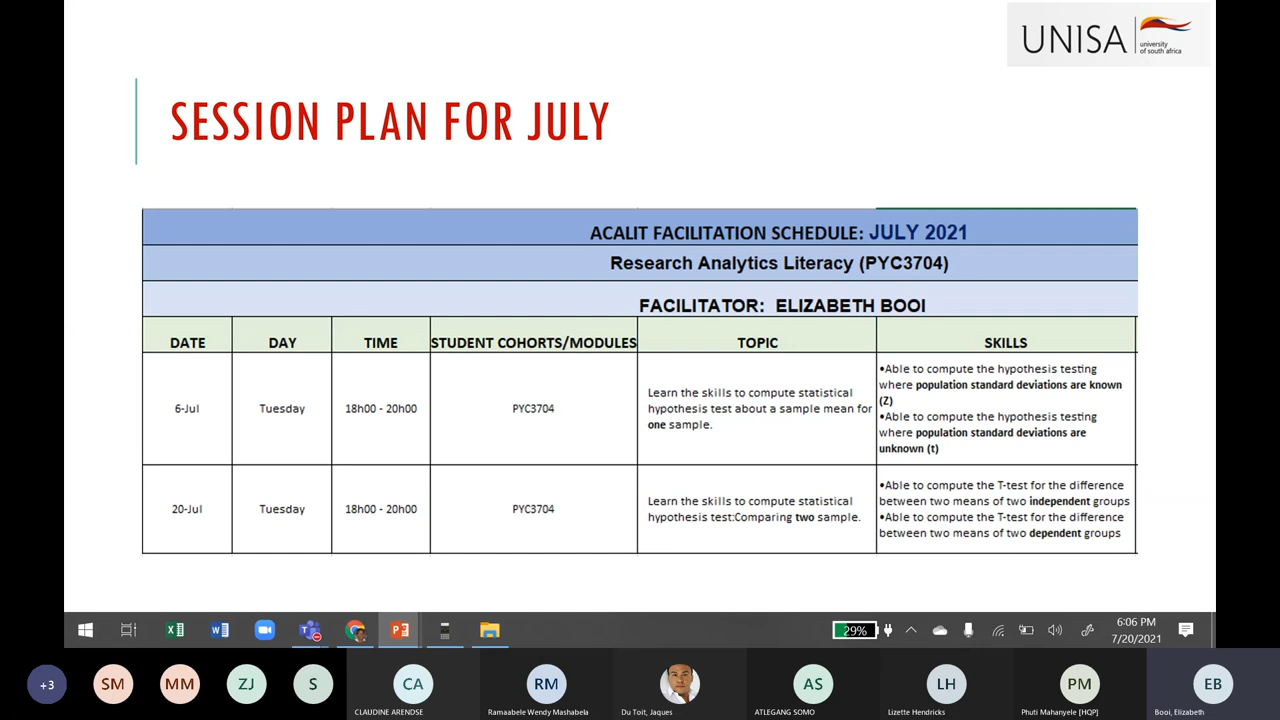 UNISA
university
of south africa
SESSION PLAN FOR JULY
ACALIT FACILITATION SCHEDULE: JULY 2021
Research Analytics Literacy (PYC3704)
FACILITATOR: ELIZABETH BOOI
DATE DAY TIME STUDENT COHORTS/MODULES TOPIC SKILLS
6-Jul Tuesday 18h00 - 20h00 PYC3704
Learn the skills to compute statistical
hypothesis test about a sample mean for
one sample.
•Able to compute the hypothesis testing
where population standard deviations are known
(Z)
•Able to compute the hypothesis testing
where population standard deviations are
unknown (t)
20-Jul Tuesday 18h00 - 20h00 PYC3704
Learn the skills to compute statistical
hypothesis test:Comparing two sample.
•Able to compute the T-test for the difference
between two means of two independent groups
•Able to compute the T-test for the difference
between two means of two dependent groups
29%
6:06 PM
7/20/2021
+3 SM MM ZJ S CA RM AS LH PM EB
CLAUDINE ARENDSE Ramaabele Wendy Mashabela Du Toit, Jaques ATLEGANG SOMO Lizette Hendricks Phuti Mahanyele [HQP] Booi, Elizabeth